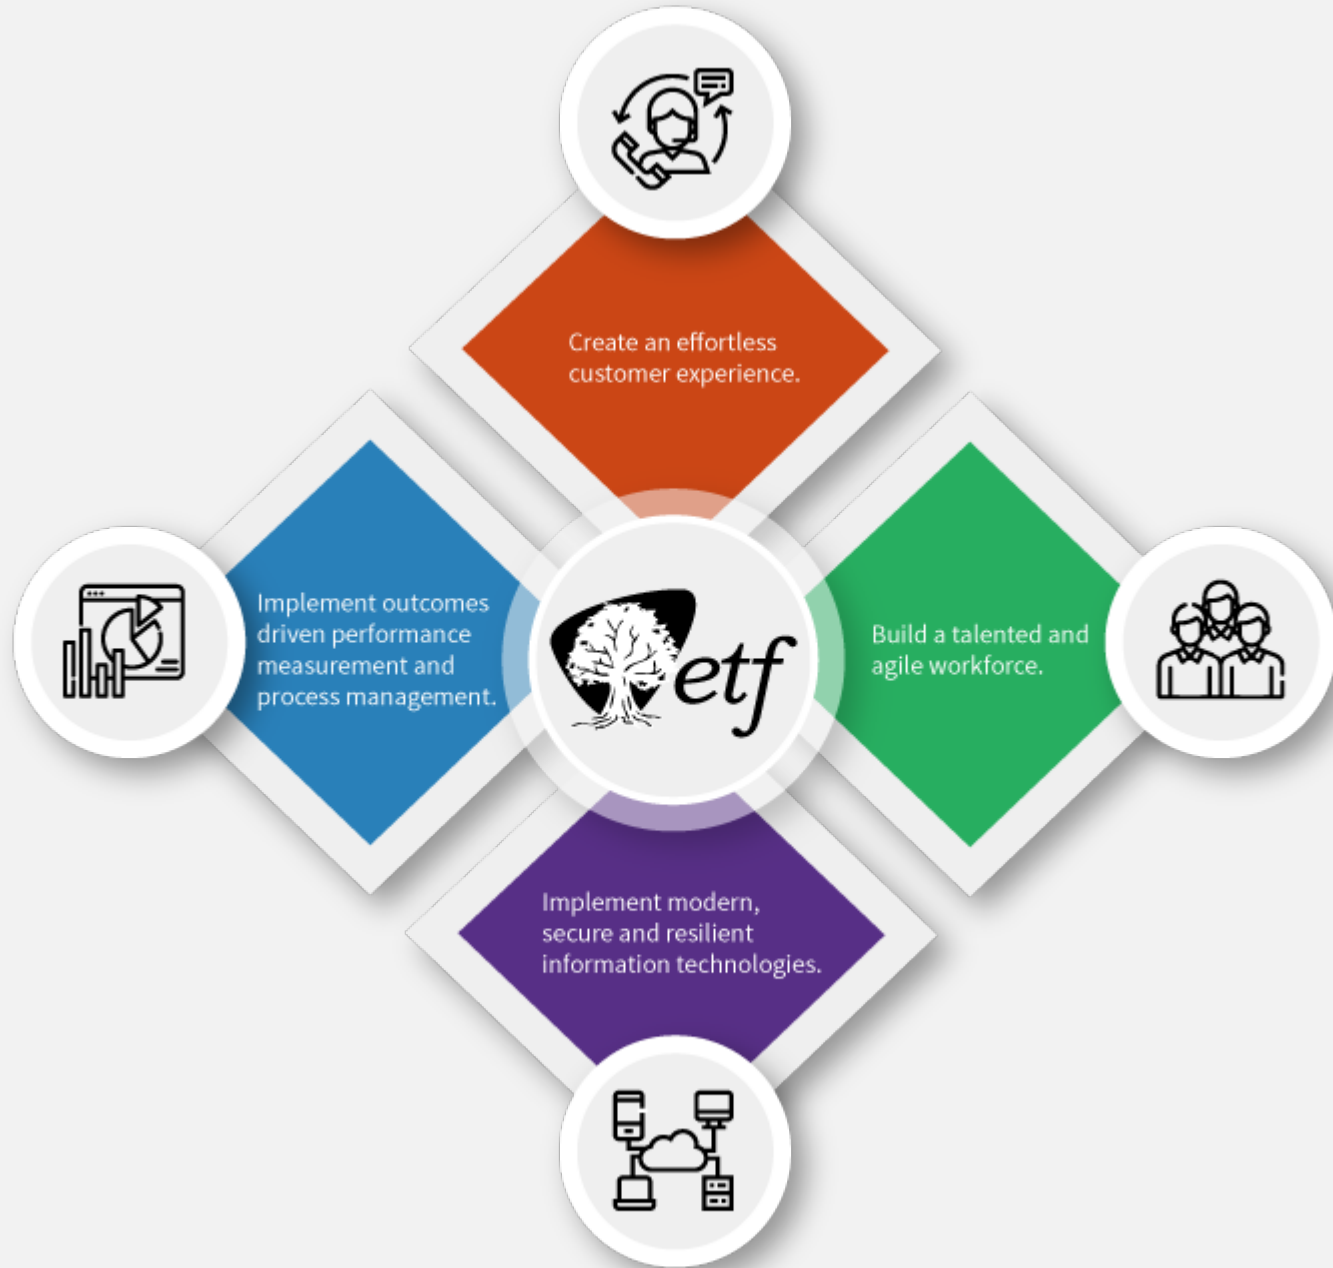 Create an effortless
customer experience.
Implement outcomes
driven performance
measurement and
process management.
etf
Build a talented and
agile workforce.
Implement modern,
secure and resilient
information technologies.